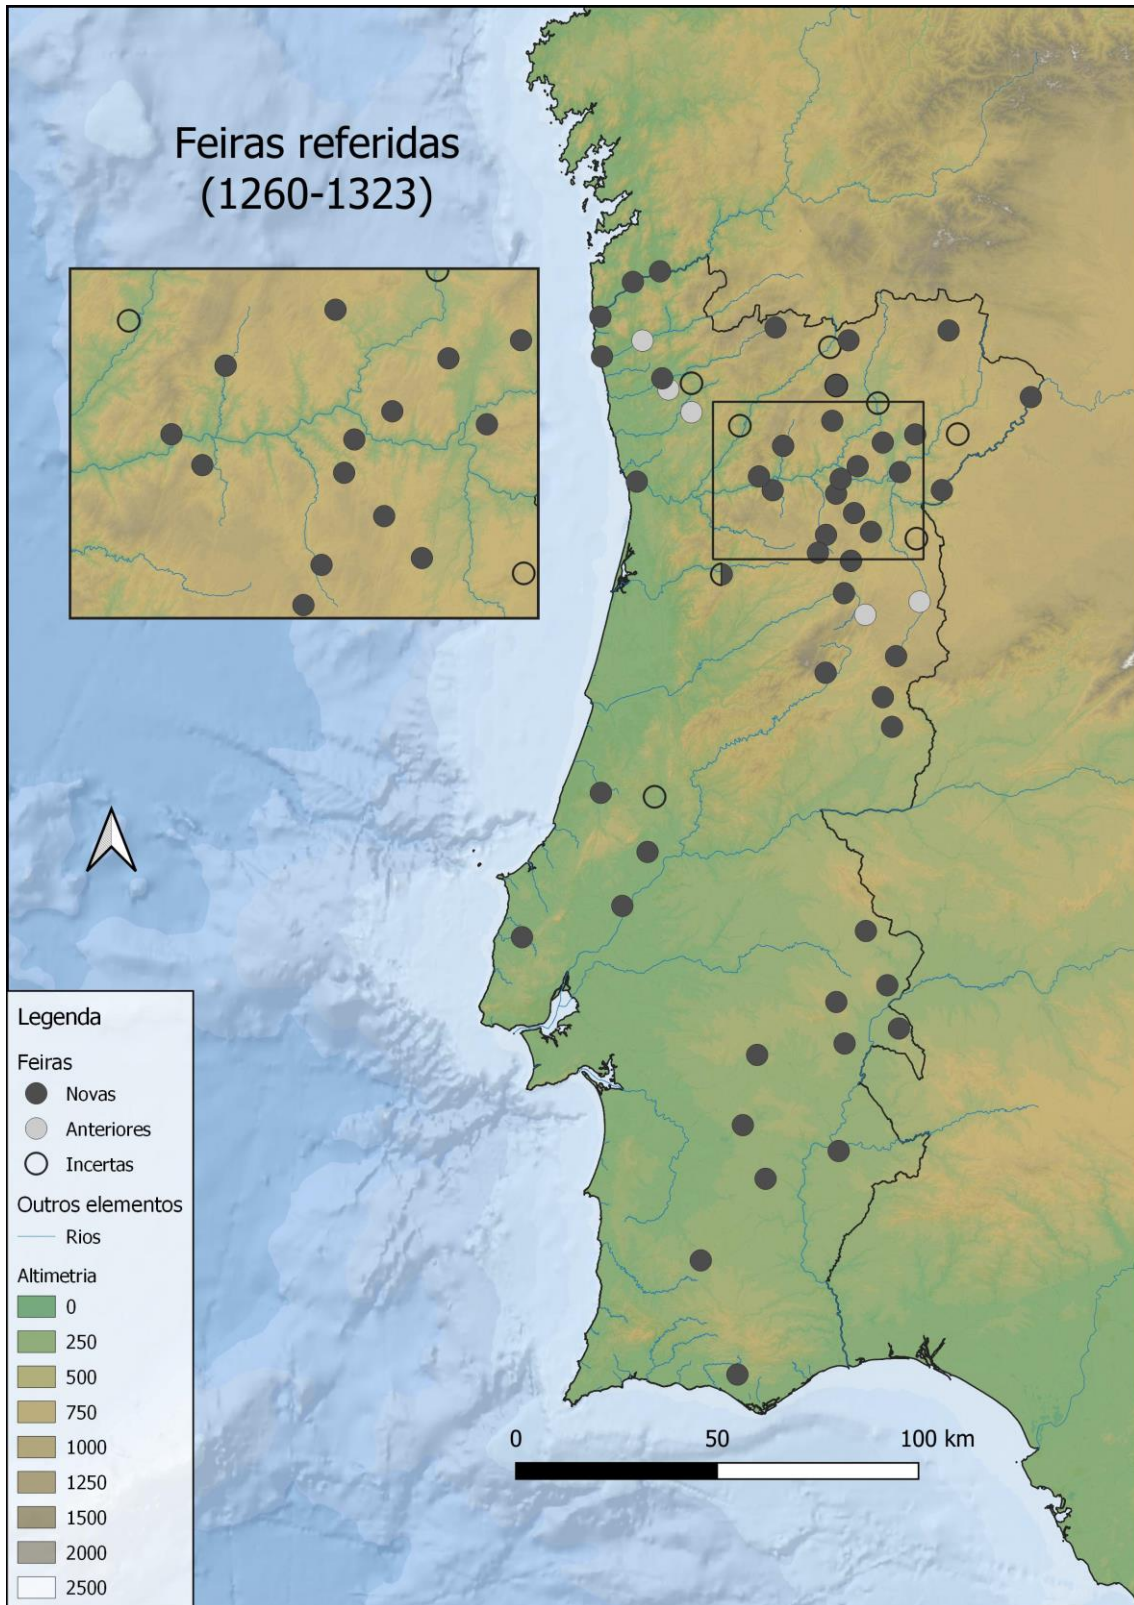 Feiras referidas
(1260-1323)
Legenda
Feiras
Novas
Anteriores
Incertas
Outros elementos
Rios
Altimetria
0
250
500
750
1000
1250
1500
2000
2500
0 50 100 km